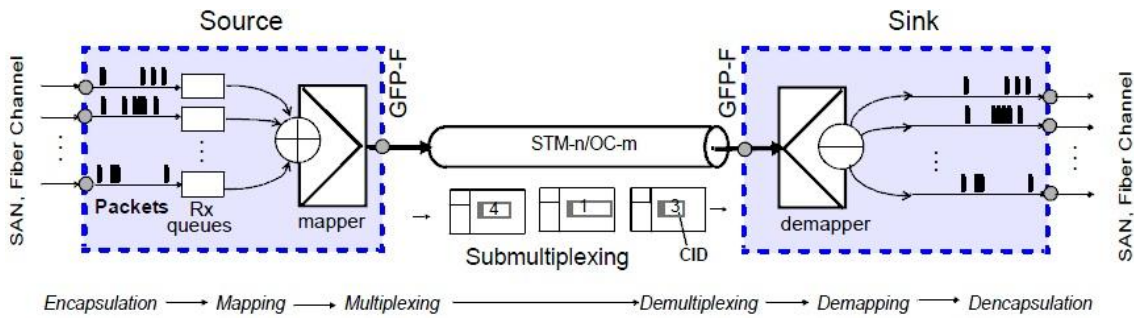 Source
Sink
SAN, Fiber Channel
GFP-F
GFP-F
SAN, Fiber Channel
STM-n/OC-m
Packets
Rx
queues
mapper
4
1
3
demapper
CID
Submultiplexing
Encapsulation
Mapping
Multiplexing
Demultiplexing
Demapping
Dencapsulation